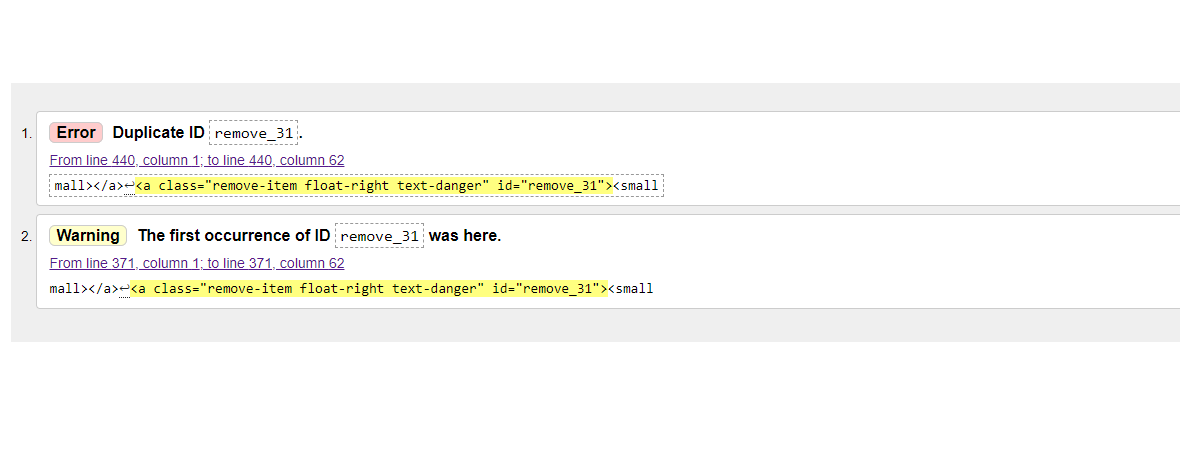 1. Error Duplicate ID remove_31.
From line 440, column 1; to line 440, column 62
mall></a>↩<a class="remove-item float-right text-danger" id="remove_31"><small
2. Warning The first occurrence of ID remove_31 was here.
From line 371, column 1; to line 371, column 62
mall></a>↩<a class="remove-item float-right text-danger" id="remove_31"><small